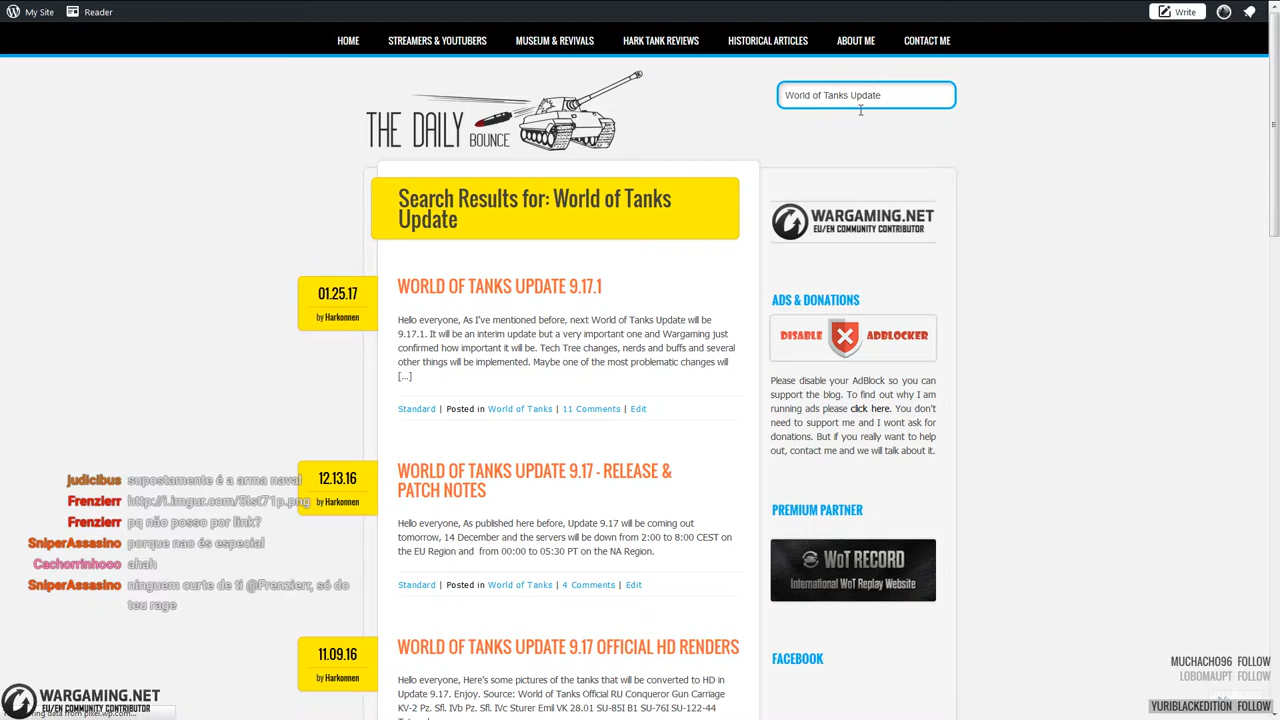 My Site Reader Write
HOME STREAMERS & YOUTUBERS MUSEUM & REVIVALS HARK TANK REVIEWS HISTORICAL ARTICLES ABOUT ME CONTACT ME
THE DAILY BOUNCE
World of Tanks Update
Search Results for: World of Tanks
Update
01.25.17
by Harkonnen
WORLD OF TANKS UPDATE 9.17.1
Hello everyone, As I've mentioned before, next World of Tanks Update will be
9.17.1. It will be an interim update but a very important one and Wargaming just
confirmed how important it will be. Tech Tree changes, nerds and buffs and several
other things will be implemented. Maybe one of the most problematic changes will
[...]
Standard | Posted in World of Tanks | 11 Comments | Edit
12.13.16
by Harkonnen
WORLD OF TANKS UPDATE 9.17 - RELEASE &
PATCH NOTES
Hello everyone, As published here before, Update 9.17 will be coming out
tomorrow, 14 December and the servers will be down from 2:00 to 8:00 CEST on
the EU Region and from 00:00 to 05:30 PT on the NA Region.
Standard | Posted in World of Tanks | 4 Comments | Edit
11.09.16
by Harkonnen
WORLD OF TANKS UPDATE 9.17 OFFICIAL HD RENDERS
Hello everyone, Here's some pictures of the tanks that will be converted to HD in
Update 9.17. Enjoy. Source: World of Tanks Official RU Conqueror Gun Carriage
KV-2 Pz. Sfl. IVb Pz. Sfl. IVc Sturer Emil VK 28.01 SU-85I B1 SU-76I SU-122-44
WARGAMING.NET
EU/EN COMMUNITY CONTRIBUTOR
ADS & DONATIONS
DISABLE ADBLOCKER
Please disable your AdBlock so you can
support the blog. To find out why I am
running ads please click here. You don't
need to support me and I wont ask for
donations. But if you really want to help
out, contact me and we will talk about it.
PREMIUM PARTNER
WoT RECORD
International WoT Replay Website
FACEBOOK
judicibus supostamente é a arma naval
Frenzierr http://i.imgur.com/5ist71p.png
Frenzierr pq não posso por link?
SniperAssasino porque nao és especial
Cachorrinhooo ahah
SniperAssasino ninguem curte de ti @Frenzierr, só do
teu rage
WARGAMING.NET
EU/EN COMMUNITY CONTRIBUTOR
MUCHACHO96 FOLLOW
LOBOMAUPT FOLLOW
YURIBLACKEDITION FOLLOW